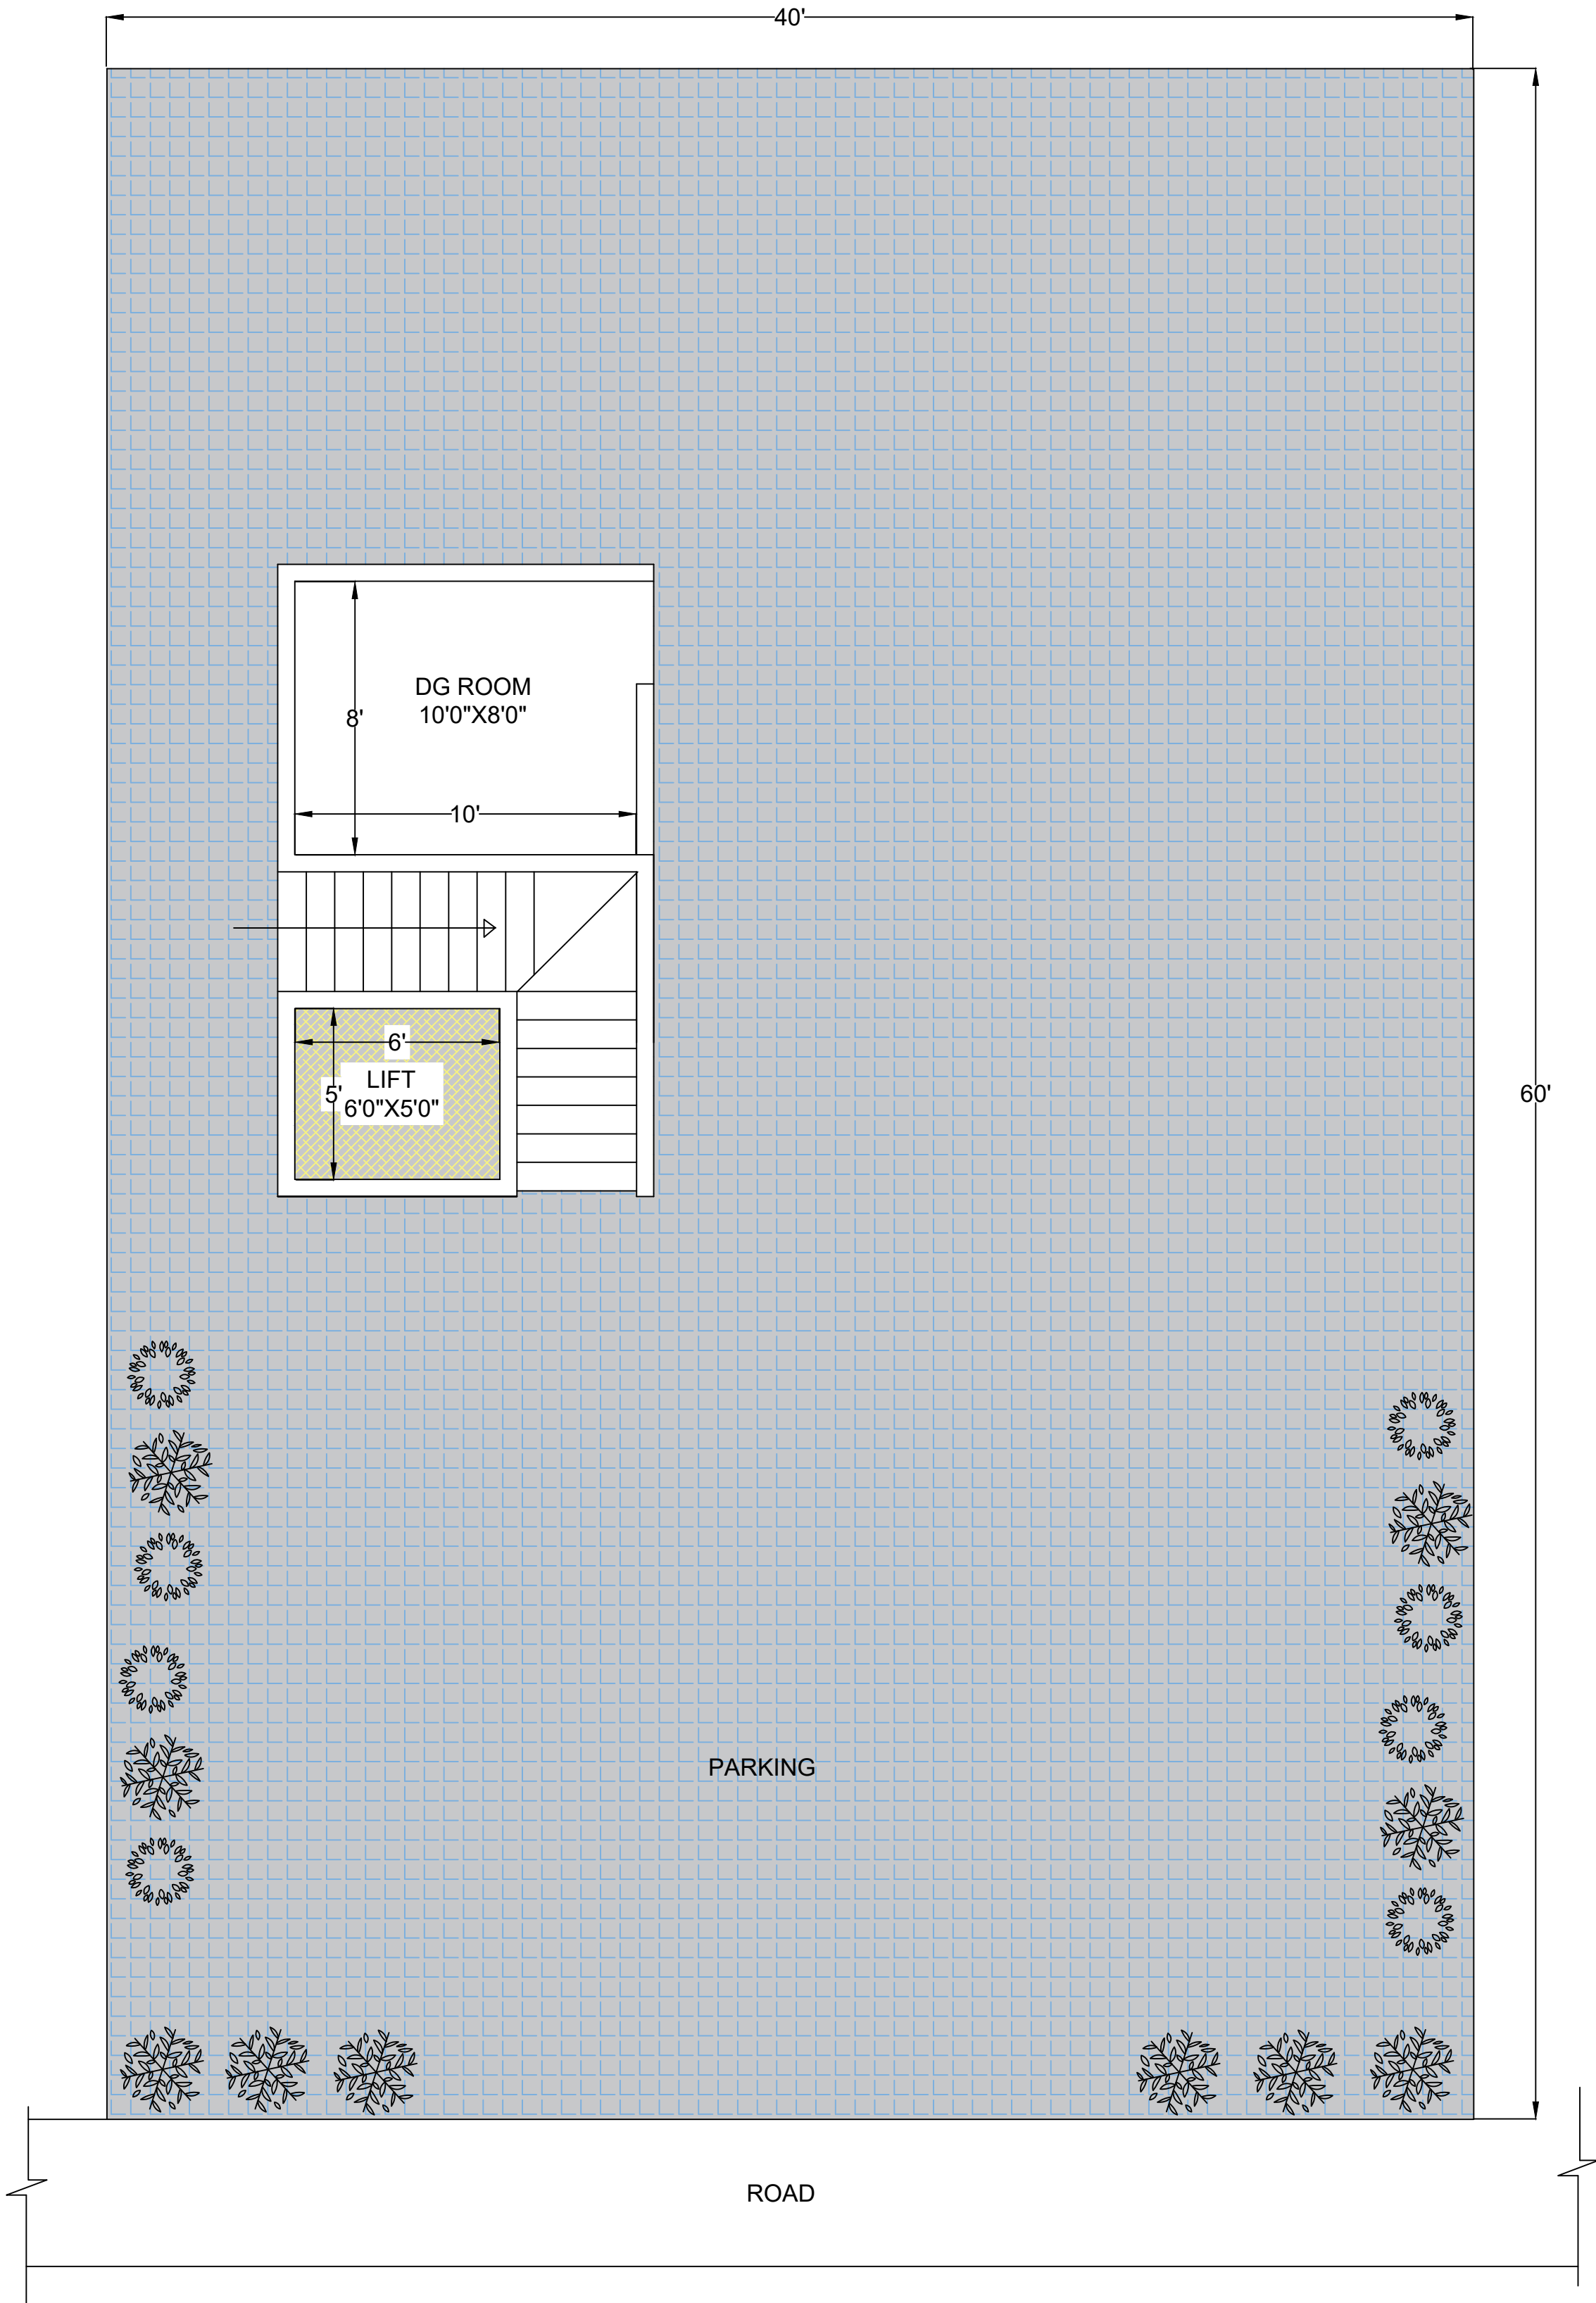 40'
DG ROOM
10'0"X8'0"
8'
10'
6'
LIFT
5'
6'0"X5'0"
60'
PARKING
ROAD